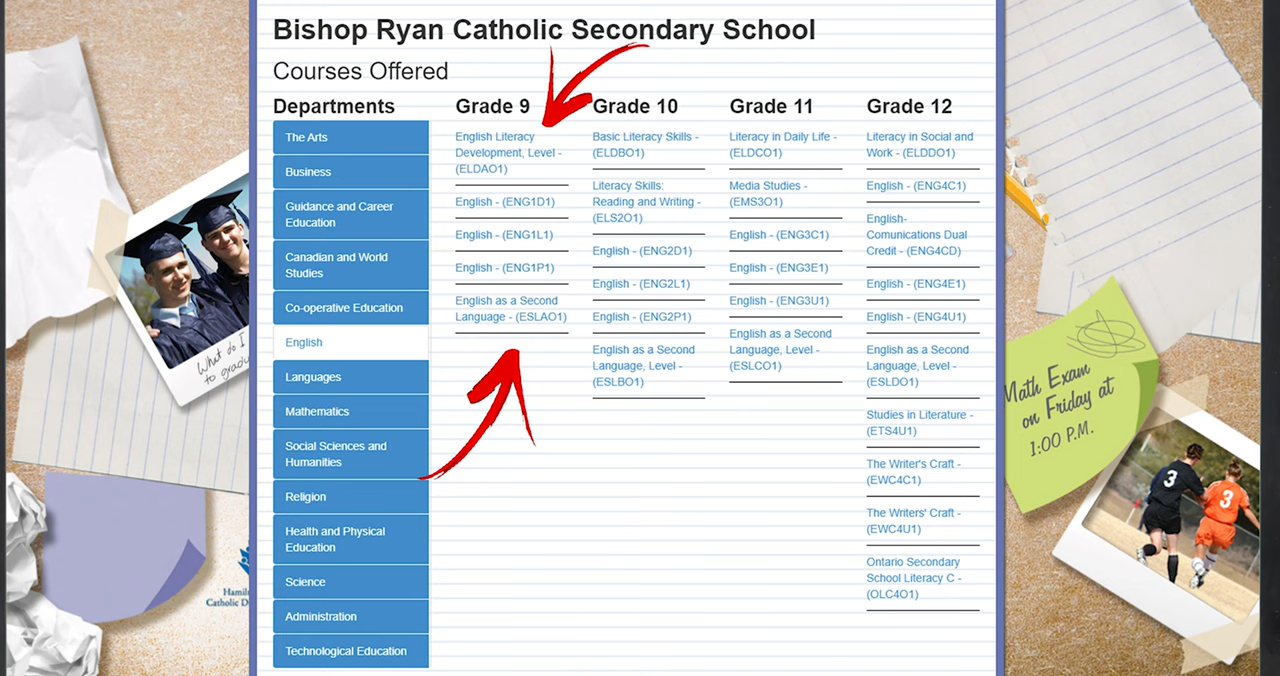 Bishop Ryan Catholic Secondary School
Courses Offered
Departments
The Arts
Business
Guidance and Career
Education
Canadian and World
Studies
Co-operative Education
English
Languages
Mathematics
Social Sciences and
Humanities
Religion
Health and Physical
Education
Science
Administration
Technological Education
Grade 9
English Literacy
Development, Level -
(ELDAO1)
English - (ENG1D1)
English - (ENG1L1)
English - (ENG1P1)
English as a Second
Language - (ESLAO1)
Grade 10
Basic Literacy Skills -
(ELDBO1)
Literacy Skills:
Reading and Writing -
(ELS2O1)
English - (ENG2D1)
English - (ENG2L1)
English - (ENG2P1)
English as a Second
Language, Level -
(ESLBO1)
Grade 11
Literacy in Daily Life -
(ELDCO1)
Media Studies -
(EMS3O1)
English - (ENG3C1)
English - (ENG3E1)
English - (ENG3U1)
English as a Second
Language, Level -
(ESLCO1)
Grade 12
Literacy in Social and
Work - (ELDDO1)
English - (ENG4C1)
English-
Comunications Dual
Credit - (ENG4CD)
English - (ENG4E1)
English - (ENG4U1)
English as a Second
Language, Level -
(ESLDO1)
Studies in Literature -
(ETS4U1)
The Writer's Craft -
(EWC4C1)
The Writers' Craft -
(EWC4U1)
Ontario Secondary
School Literacy C -
(OLC4O1)
What do I
to gradu
Hamil
Catholic D
Math Exam
on Friday at
1:00 P.M.
3
3